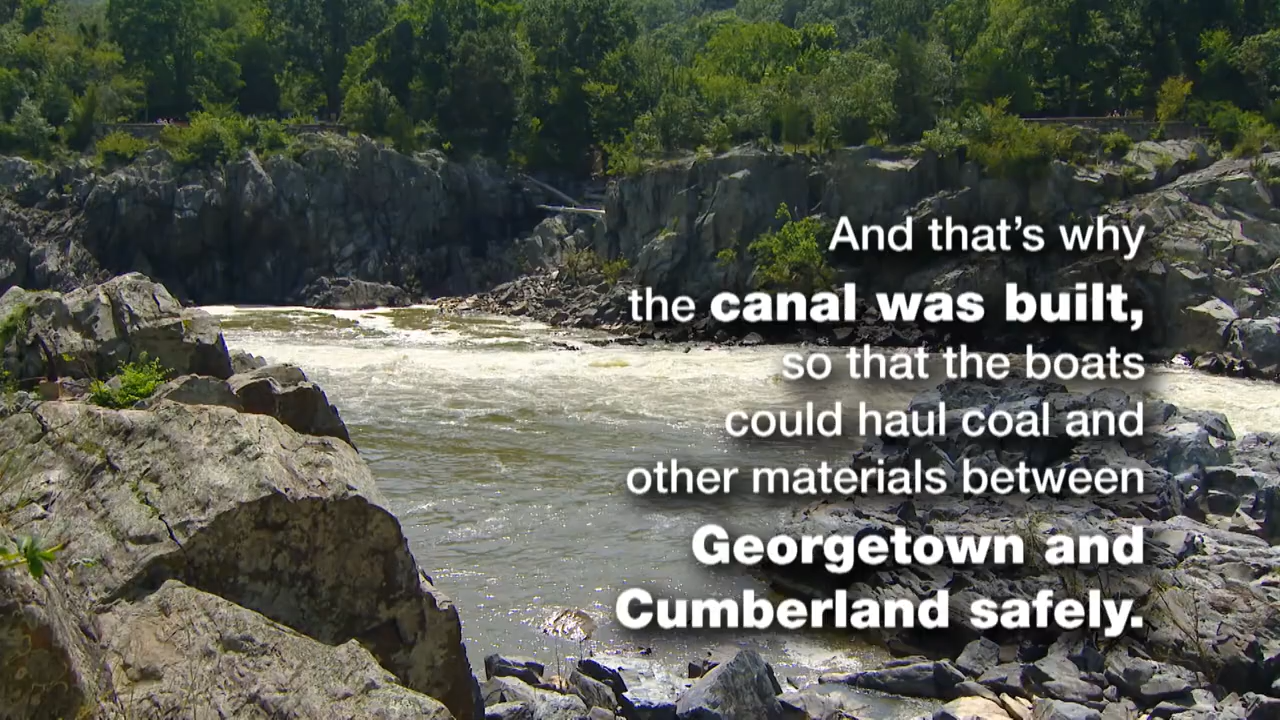 And that’s why
the canal was built,
so that the boats
could haul coal and
other materials between
Georgetown and
Cumberland safely.